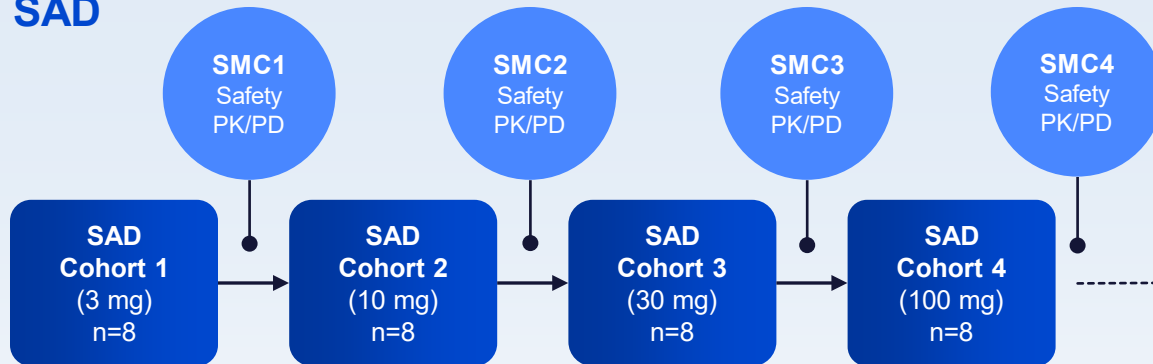 SAD
SMC1
Safety
PK/PD
SMC2
Safety
PK/PD
SMC3
Safety
PK/PD
SMC4
Safety
PK/PD
SAD
Cohort 1
(3 mg)
n=8
SAD
Cohort 2
(10 mg)
n=8
SAD
Cohort 3
(30 mg)
n=8
SAD
Cohort 4
(100 mg)
n=8